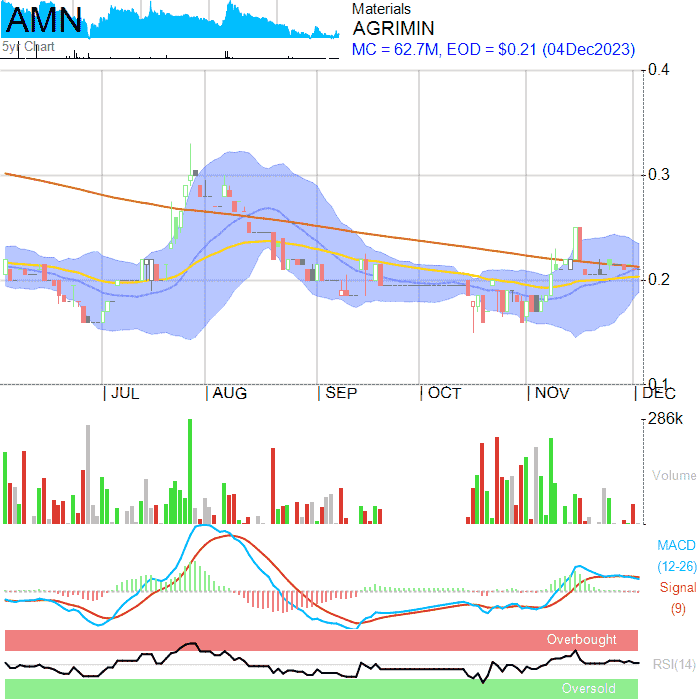 AMN
5yr Chart
Materials
AGRIMIN
MC = 62.7M, EOD = $0.21 (04Dec2023)
0.4
0.3
0.2
0.1
JUL AUG SEP OCT NOV DEC
286k
Volume
MACD
(12-26)
Signal
(9)
Overbought
RSI(14)
Oversold